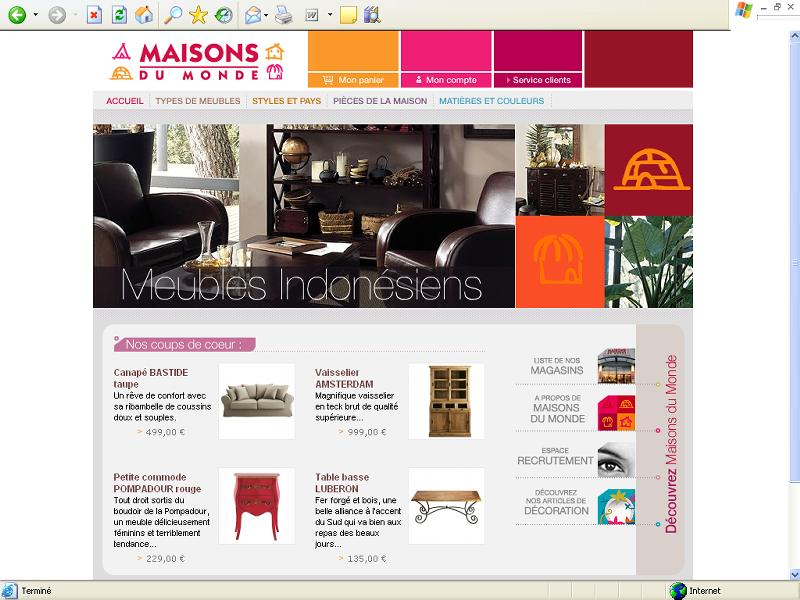 MAISONS
DU MONDE
Mon panier
Mon compte
Service clients
ACCUEIL
TYPES DE MEUBLES
STYLES ET PAYS
PIÈCES DE LA MAISON
MATIÈRES ET COULEURS
Meubles Indonésiens
Nos coups de coeur :
Canapé BASTIDE
taupe
Un rêve de confort avec
sa ribambelle de coussins
doux et souples.
> 499,00 €
Vaisselier
AMSTERDAM
Magnifique vaisselier
en teck brut de qualité
supérieure...
> 999,00 €
Petite commode
POMPADOUR rouge
Tout droit sortis du
boudoir de la Pompadour,
un meuble délicieusement
féminins et terriblement
tendance...
> 229,00 €
Table basse
LUBERON
Fer forgé et bois, une
belle alliance à l'accent
du Sud qui va bien aux
repas des beaux
jours...
> 135,00 €
LISTE DE NOS
MAGASINS
A PROPOS DE
MAISONS
DU MONDE
ESPACE
RECRUTEMENT
DÉCOUVREZ
NOS ARTICLES DE
DÉCORATION
Découvrez Maisons du Monde
Terminé
Internet